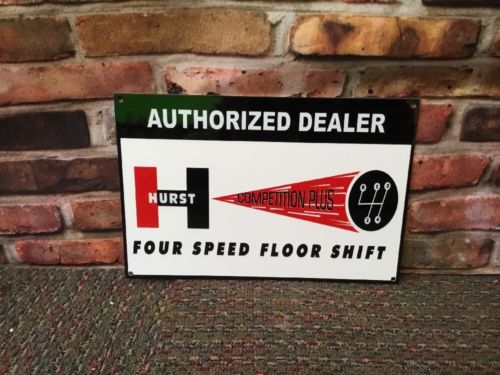 AUTHORIZED DEALER
HURST
COMPETITION PLUS
FOUR SPEED FLOOR SHIFT